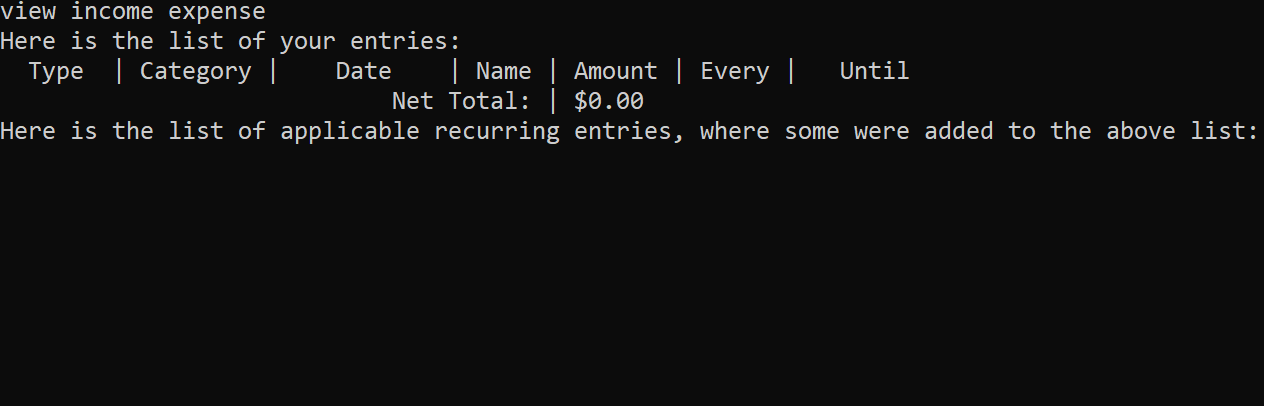 view income expense
Here is the list of your entries:
  Type  | Category |    Date    | Name | Amount | Every |   Until
                            Net Total: | $0.00
Here is the list of applicable recurring entries, where some were added to the above list: